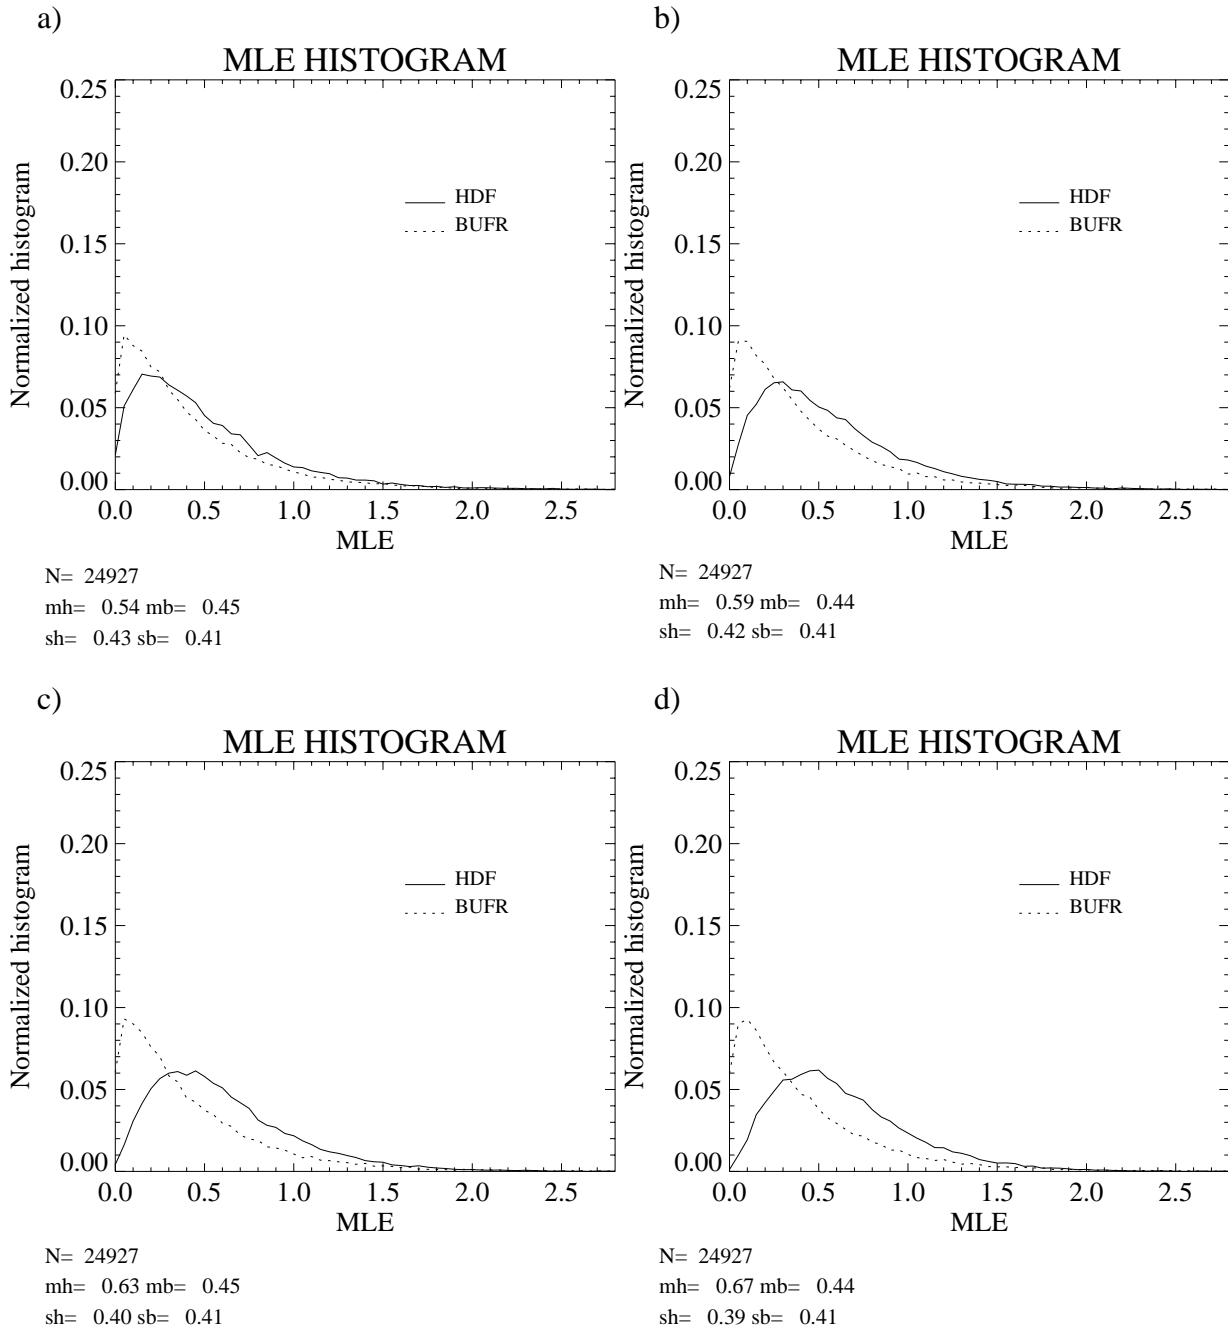 a)
MLE HISTOGRAM
0.25
0.20
0.15
0.10
0.05
0.00
Normalized histogram
HDF
BUFR
0.0 0.5 1.0 1.5 2.0 2.5
MLE
N= 24927
mh= 0.54 mb= 0.45
sh= 0.43 sb= 0.41
b)
MLE HISTOGRAM
0.25
0.20
0.15
0.10
0.05
0.00
Normalized histogram
HDF
BUFR
0.0 0.5 1.0 1.5 2.0 2.5
MLE
N= 24927
mh= 0.59 mb= 0.44
sh= 0.42 sb= 0.41
c)
MLE HISTOGRAM
0.25
0.20
0.15
0.10
0.05
0.00
Normalized histogram
HDF
BUFR
0.0 0.5 1.0 1.5 2.0 2.5
MLE
N= 24927
mh= 0.63 mb= 0.45
sh= 0.40 sb= 0.41
d)
MLE HISTOGRAM
0.25
0.20
0.15
0.10
0.05
0.00
Normalized histogram
HDF
BUFR
0.0 0.5 1.0 1.5 2.0 2.5
MLE
N= 24927
mh= 0.67 mb= 0.44
sh= 0.39 sb= 0.41